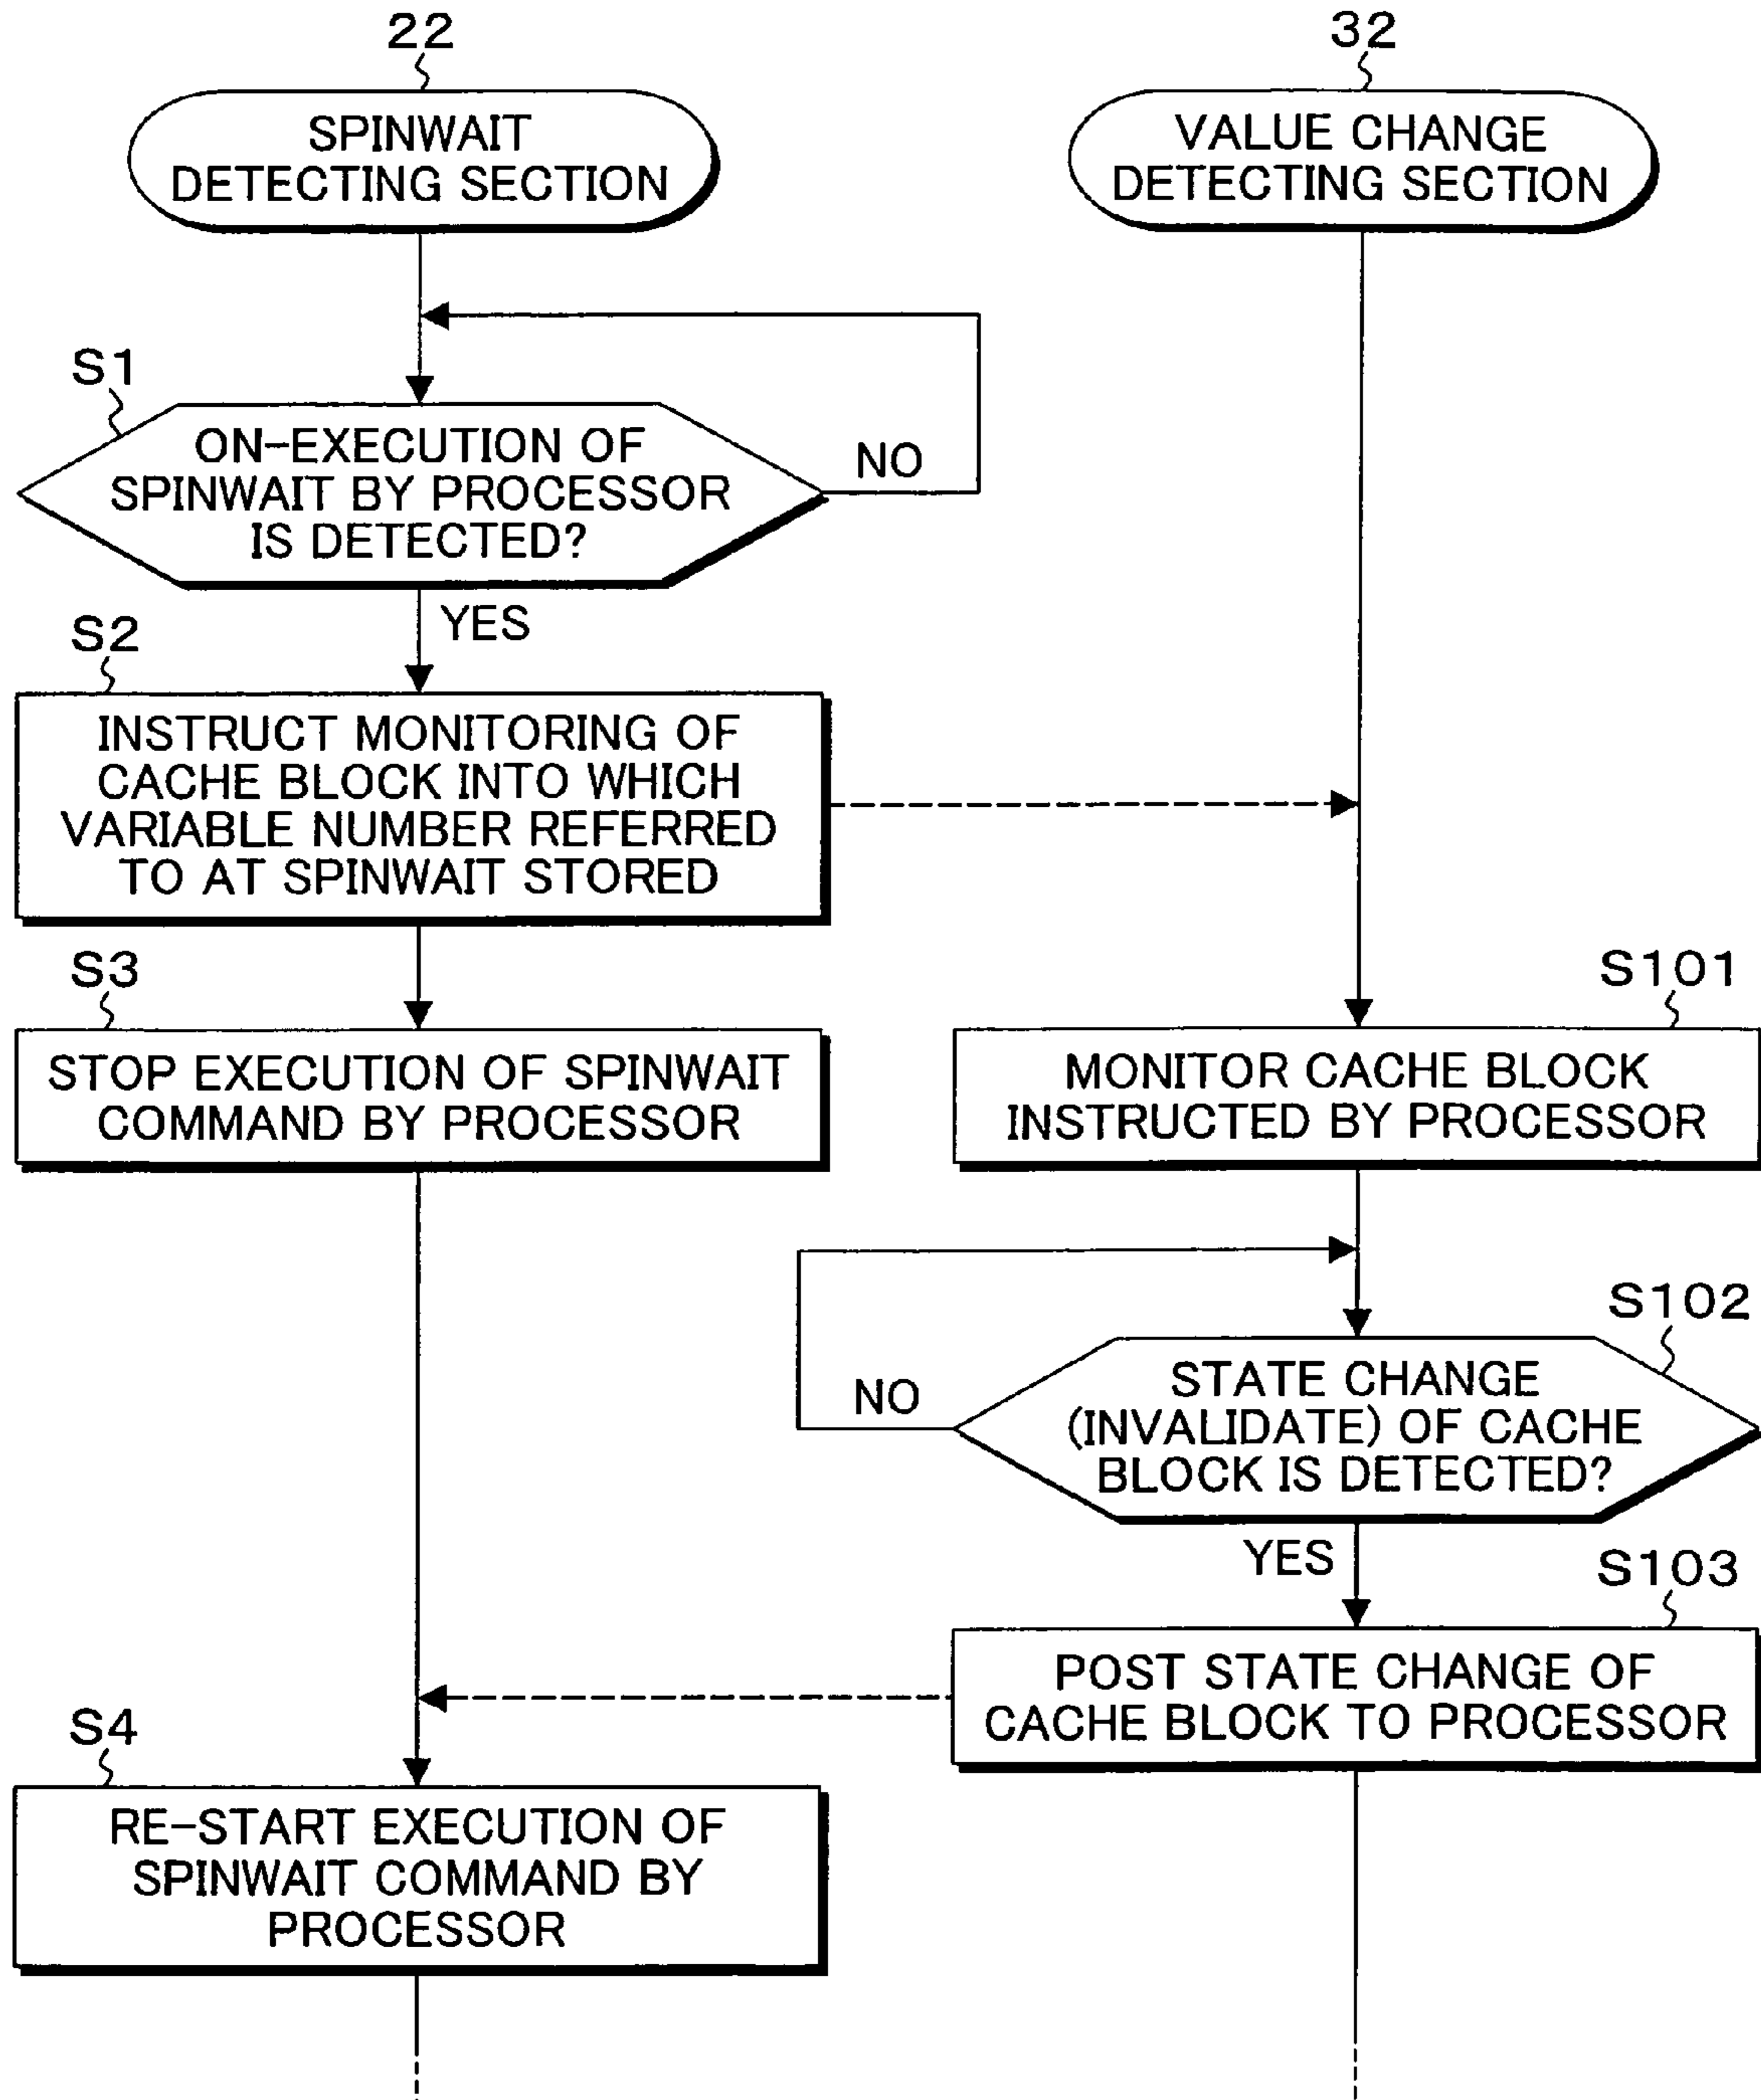 22
SPINWAIT
DETECTING SECTION
32
VALUE CHANGE
DETECTING SECTION
S1
ON-EXECUTION OF
SPINWAIT BY PROCESSOR
IS DETECTED?
NO
YES
S2
INSTRUCT MONITORING OF
CACHE BLOCK INTO WHICH
VARIABLE NUMBER REFERRED
TO AT SPINWAIT STORED
S3
STOP EXECUTION OF SPINWAIT
COMMAND BY PROCESSOR
S101
MONITOR CACHE BLOCK
INSTRUCTED BY PROCESSOR
S102
STATE CHANGE
(INVALIDATE) OF CACHE
BLOCK IS DETECTED?
NO
YES
S103
POST STATE CHANGE OF
CACHE BLOCK TO PROCESSOR
S4
RE-START EXECUTION OF
SPINWAIT COMMAND BY
PROCESSOR